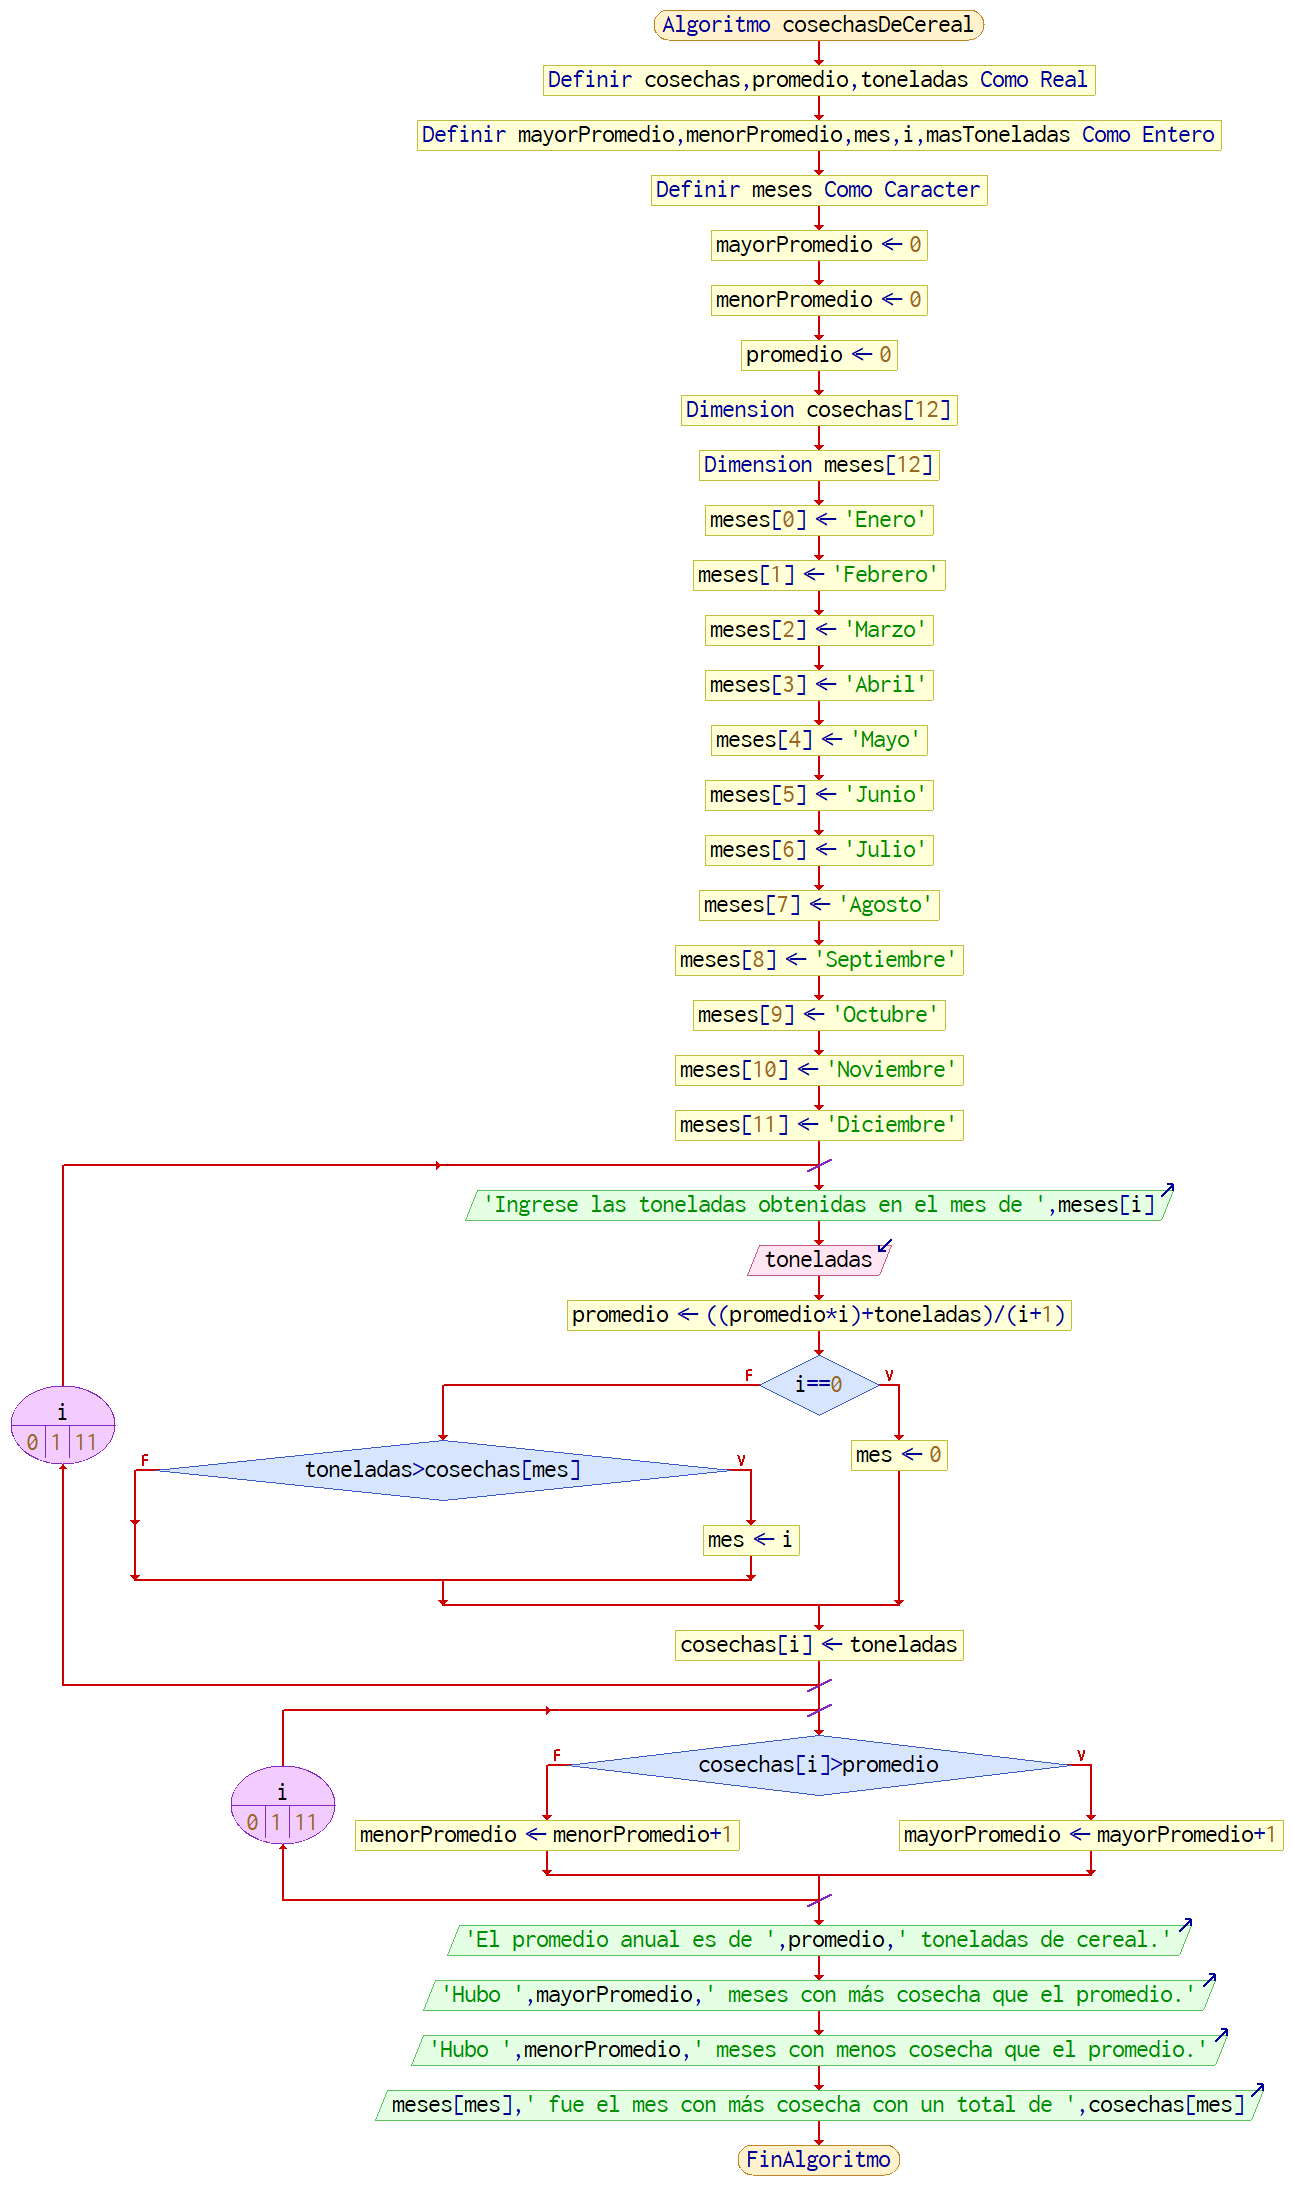 Algoritmo cosechasDeCereal
Definir cosechas,promedio,toneladas Como Real
Definir mayorPromedio,menorPromedio,mes,i,masToneladas Como Entero
Definir meses Como Caracter
mayorPromedio ← 0
menorPromedio ← 0
promedio ← 0
Dimension cosechas[12]
Dimension meses[12]
meses[0] ← 'Enero'
meses[1] ← 'Febrero'
meses[2] ← 'Marzo'
meses[3] ← 'Abril'
meses[4] ← 'Mayo'
meses[5] ← 'Junio'
meses[6] ← 'Julio'
meses[7] ← 'Agosto'
meses[8] ← 'Septiembre'
meses[9] ← 'Octubre'
meses[10] ← 'Noviembre'
meses[11] ← 'Diciembre'
'Ingrese las toneladas obtenidas en el mes de ',meses[i]
toneladas
promedio ← ((promedio*i)+toneladas)/(i+1)
F i==0 V
i
0 1 11
mes ← 0
F toneladas>cosechas[mes] V
mes ← i
cosechas[i] ← toneladas
F cosechas[i]>promedio V
i
0 1 11
menorPromedio ← menorPromedio+1
mayorPromedio ← mayorPromedio+1
'El promedio anual es de ',promedio,' toneladas de cereal.'
'Hubo ',mayorPromedio,' meses con más cosecha que el promedio.'
'Hubo ',menorPromedio,' meses con menos cosecha que el promedio.'
meses[mes],' fue el mes con más cosecha con un total de ',cosechas[mes]
FinAlgoritmo